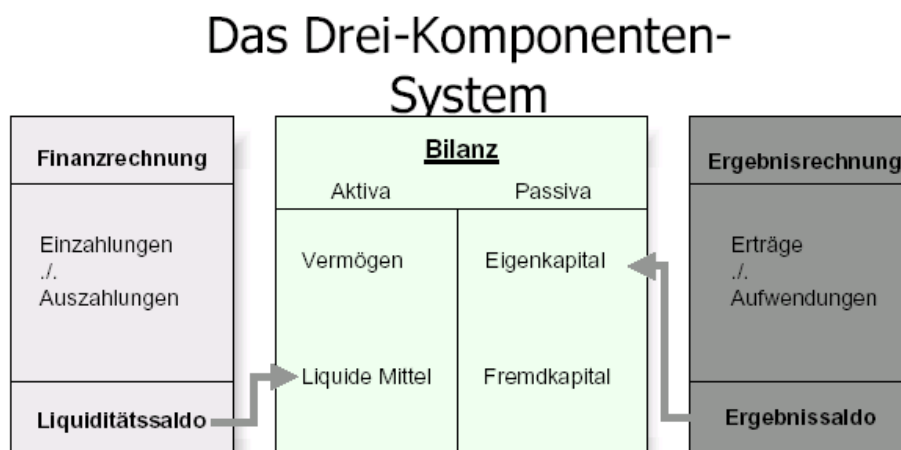 Das Drei-Komponenten-
System
Finanzrechnung
Einzahlungen
./.
Auszahlungen
Liquiditätssaldo
Bilanz
Aktiva Passiva
Vermögen Eigenkapital
Liquide Mittel Fremdkapital
Ergebnisrechnung
Erträge
./.
Aufwendungen
Ergebnissaldo